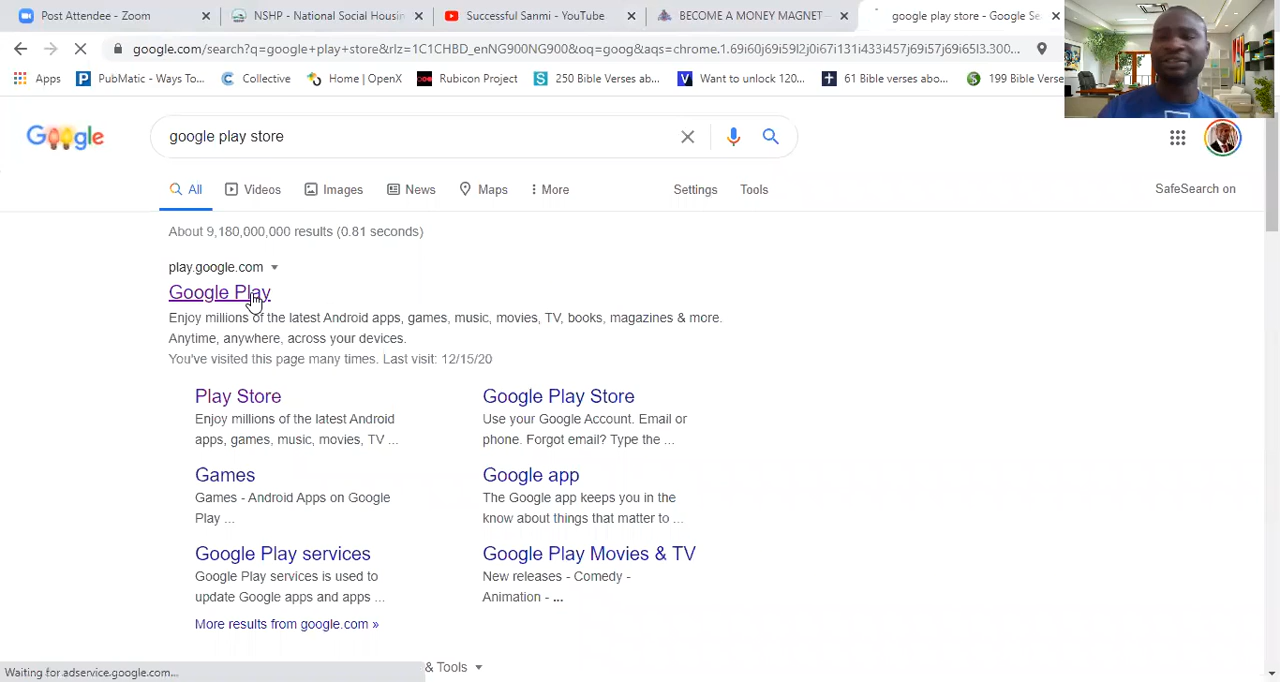 Post Attendee - Zoom
NSHP - National Social Housin
Successful Sanmi - YouTube
BECOME A MONEY MAGNET
google play store - Google Se
google.com/search?q=google+play+store&rlz=1C1CHBD_enNG900NG900&oq=goog&aqs=chrome.1.69i60j69i59l2j0i67i131i433i457j69i57j69i65l3.300...
Apps
PubMatic - Ways To...
Collective
Home | OpenX
Rubicon Project
250 Bible Verses ab...
Want to unlock 120...
61 Bible verses abo...
199 Bible Verse
Google
google play store
All
Videos
Images
News
Maps
More
Settings
Tools
SafeSearch on
About 9,180,000,000 results (0.81 seconds)
play.google.com
Google Play
Enjoy millions of the latest Android apps, games, music, movies, TV, books, magazines & more.
Anytime, anywhere, across your devices.
You've visited this page many times. Last visit: 12/15/20
Play Store
Enjoy millions of the latest Android
apps, games, music, movies, TV ...
Google Play Store
Use your Google Account. Email or
phone. Forgot email? Type the ...
Games
Games - Android Apps on Google
Play ...
Google app
The Google app keeps you in the
know about things that matter to ...
Google Play services
Google Play services is used to
update Google apps and apps ...
Google Play Movies & TV
New releases - Comedy -
Animation - ...
More results from google.com »
& Tools
Waiting for adservice.google.com...